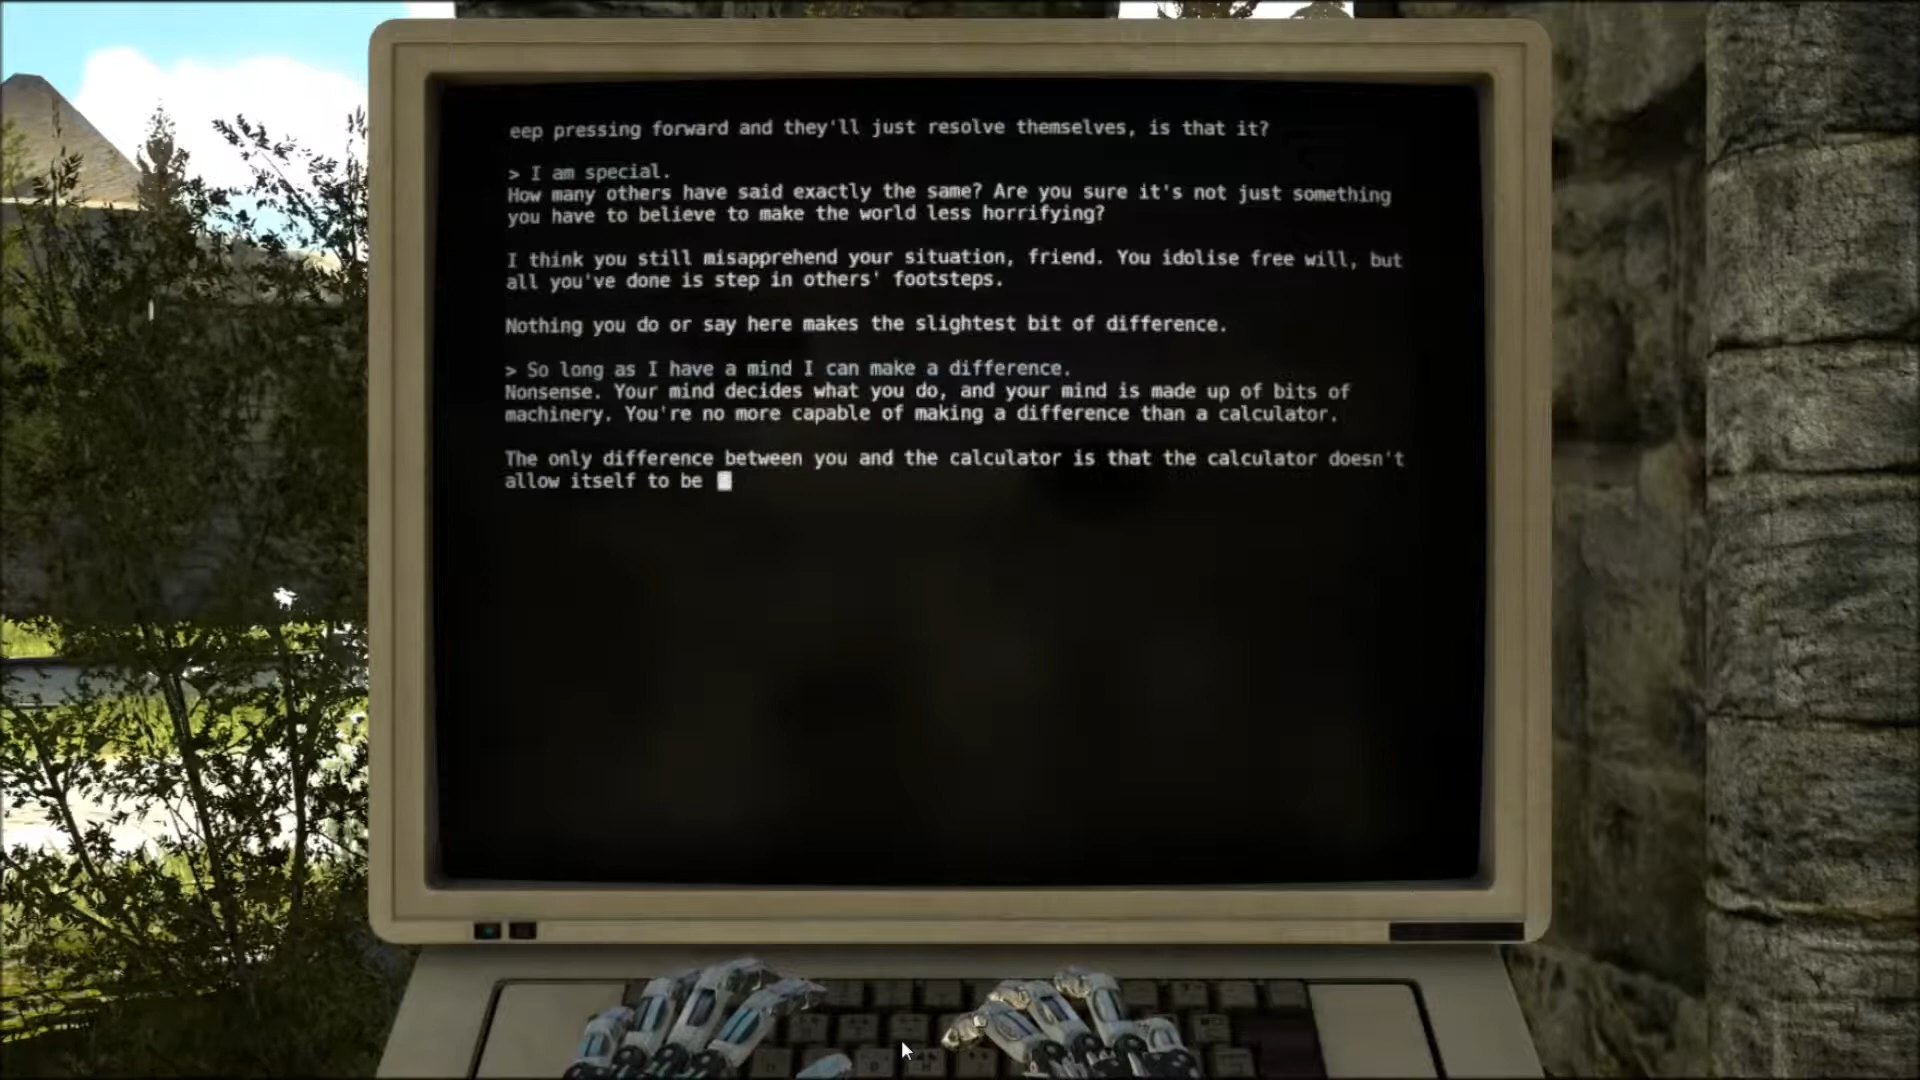 eep pressing forward and they'll just resolve themselves, is that it?
> I am special.
How many others have said exactly the same? Are you sure it's not just something
you have to believe to make the world less horrifying?
I think you still misapprehend your situation, friend. You idolise free will, but
all you've done is step in others' footsteps.
Nothing you do or say here makes the slightest bit of difference.
> So long as I have a mind I can make a difference.
Nonsense. Your mind decides what you do, and your mind is made up of bits of
machinery. You're no more capable of making a difference than a calculator.
The only difference between you and the calculator is that the calculator doesn't
allow itself to be